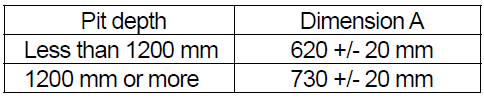 Pit depth Dimension A
Less than 1200 mm 620 +/- 20 mm
1200 mm or more 730 +/- 20 mm